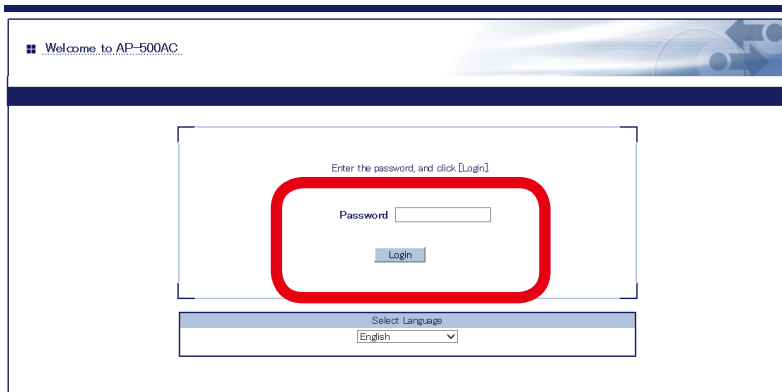 Welcome to AP-500AC
Enter the password, and click [Login].
Password
Login
Select Language
English